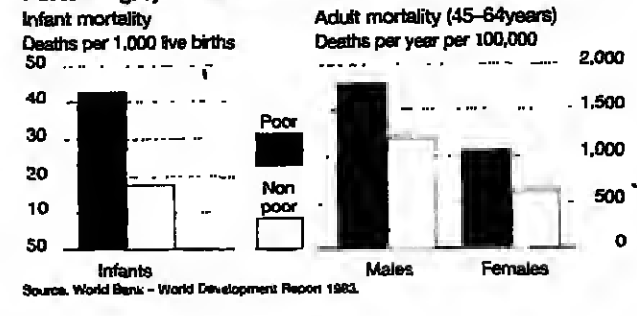 Infant mortality
Deaths per 1,000 live births
50
40
30
20
10
50
Infants
Poor
Non
poor
Adult mortality (45–64years)
Deaths per year per 100,000
2,000
1,500
1,000
500
0
Males
Females
Source. World Bank – World Development Report 1983.